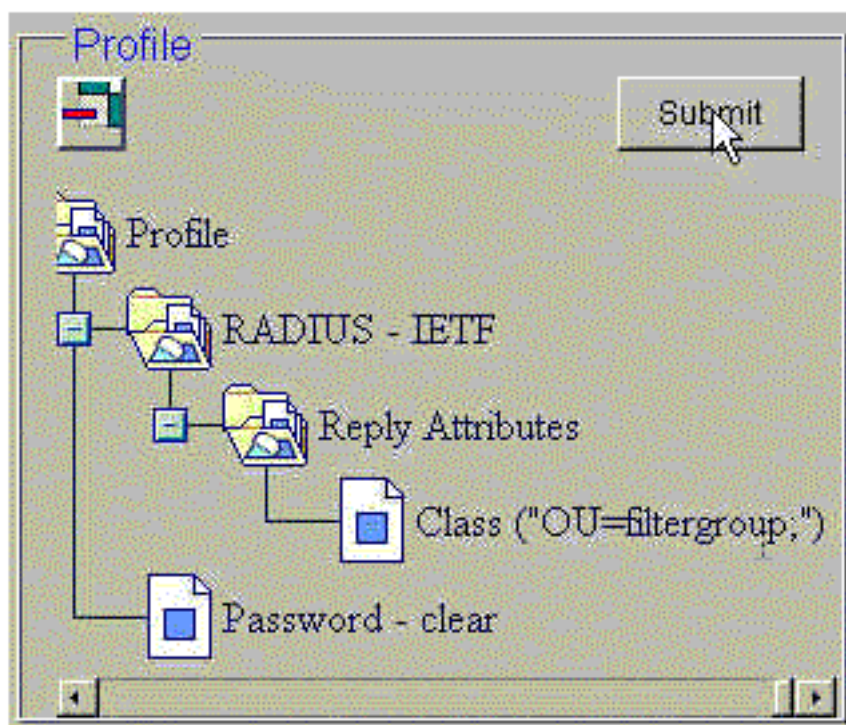 Profile
Submit
Profile
RADIUS - IETF
Reply Attributes
Class ("OU=filtergroup;")
Password - clear